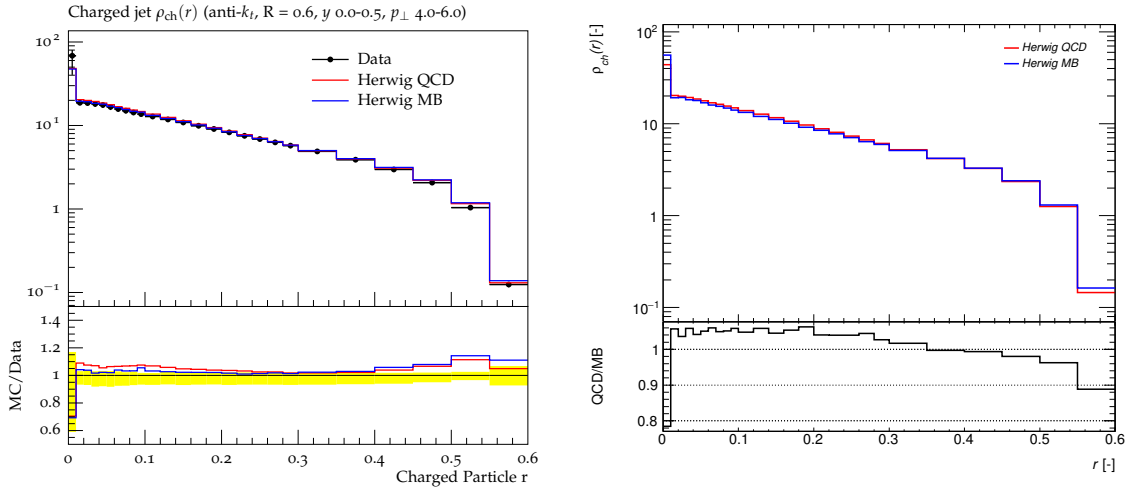 Charged jet ρch(r) (anti-kt, R = 0.6, y 0.0-0.5, p⊥ 4.0-6.0)
10²
10¹
1
10⁻¹
Data
Herwig QCD
Herwig MB
MC/Data
1.4
1.2
1
0.8
0.6
0 0.1 0.2 0.3 0.4 0.5 0.6
Charged Particle r
ρch(r) [-]
10²
10
1
10⁻¹
Herwig QCD
Herwig MB
QCD/MB
1
0.9
0.8
0 0.1 0.2 0.3 0.4 0.5 0.6
r [-]